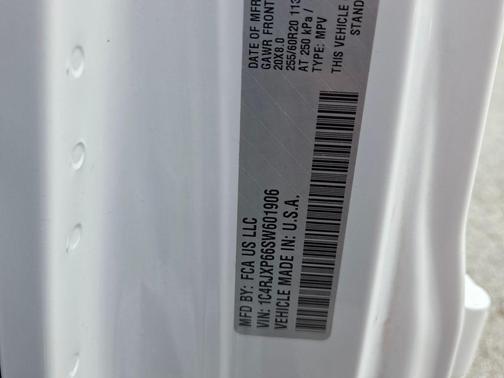 MFD BY: FCA US LLC
DATE OF MFR
GAWR FRONT
20X8.0
255/60R20 113
AT 250 kPa /
TYPE: MPV
VIN: 1C4RJXP66SW601906
VEHICLE MADE IN: U.S.A.
THIS VEHICLE
STAND